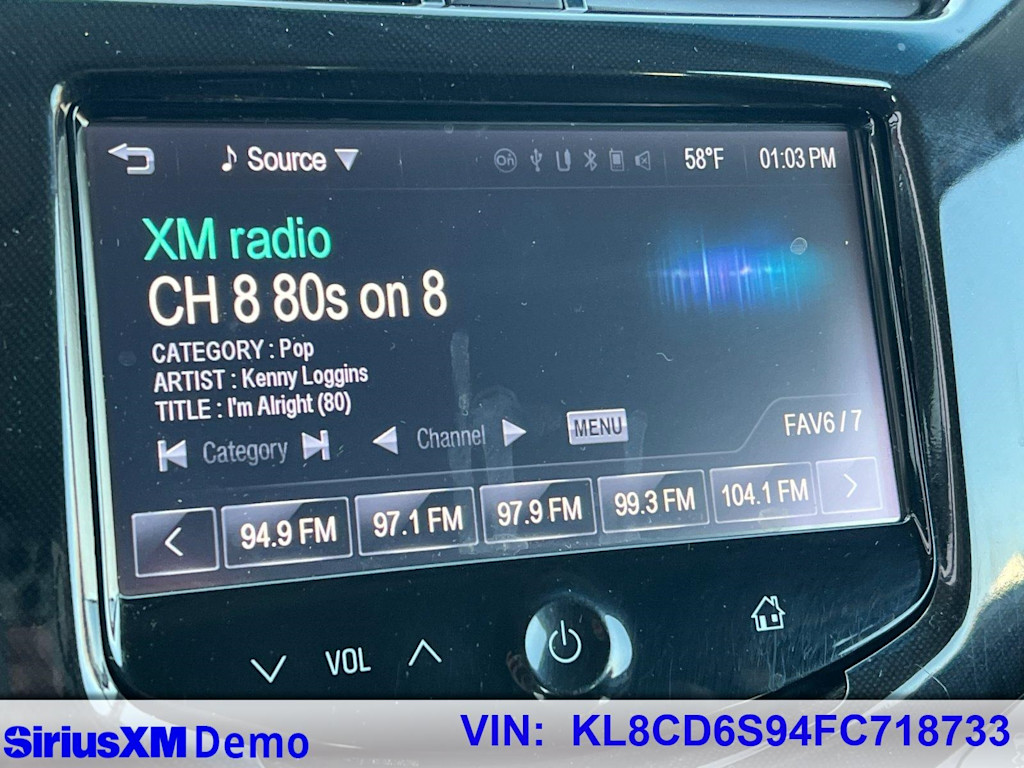 Source 58°F 01:03 PM
XM radio
CH 8 80s on 8
CATEGORY : Pop
ARTIST : Kenny Loggins
TITLE : I'm Alright (80)
Category Channel MENU FAV6 / 7
94.9 FM 97.1 FM 97.9 FM 99.3 FM 104.1 FM
VOL
SiriusXM Demo VIN: KL8CD6S94FC718733